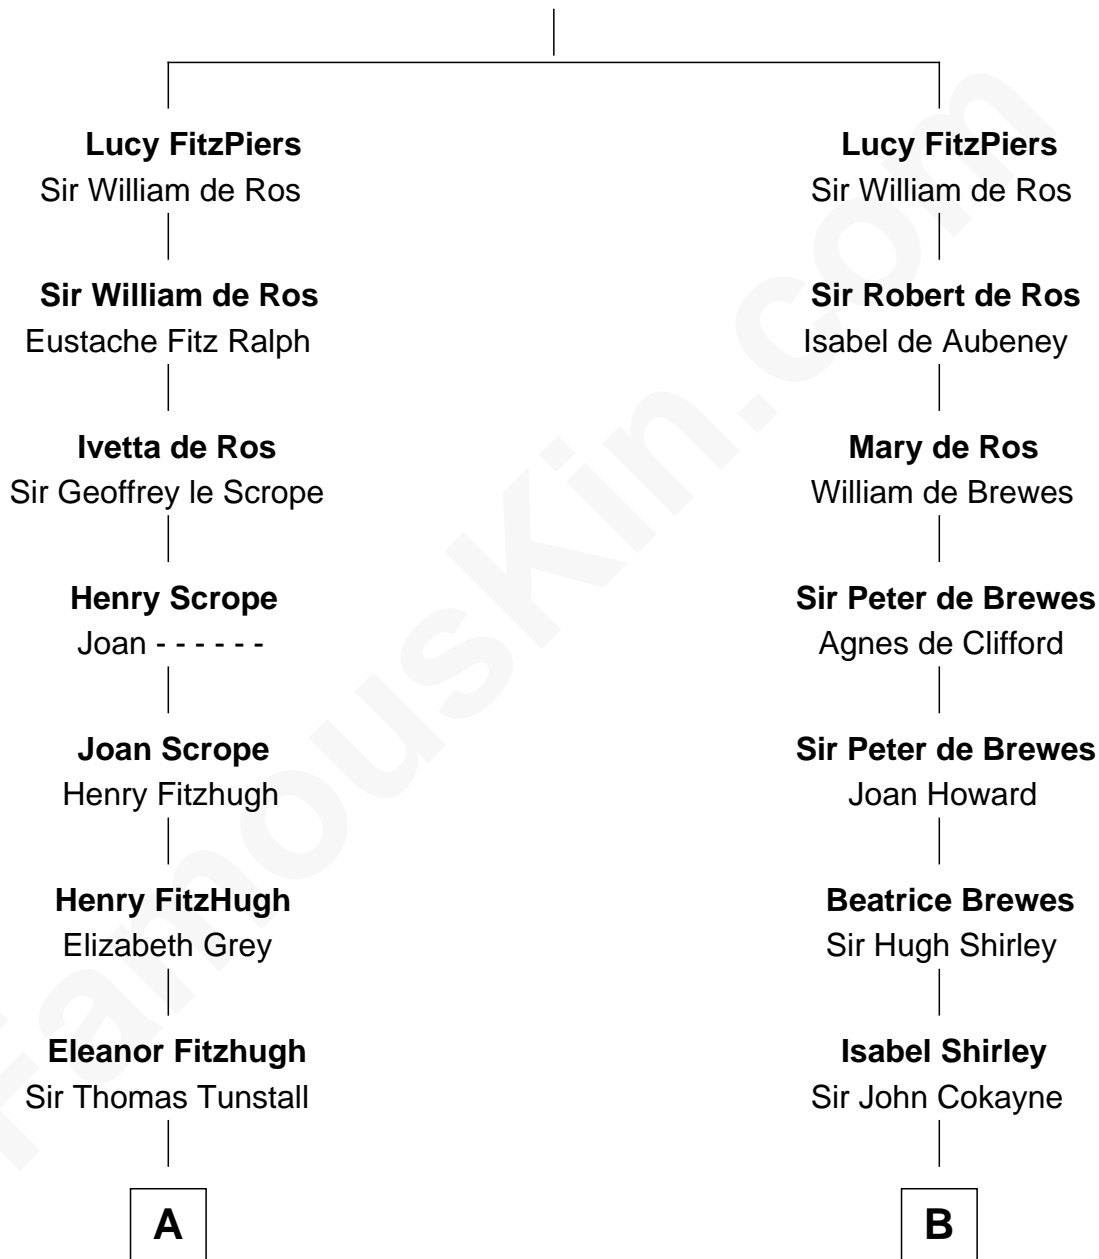 Lucy FitzPiers
Sir William de Ros
Sir William de Ros
Eustache Fitz Ralph
Ivetta de Ros
Sir Geoffrey le Scrope
Henry Scrope
Joan - - - - - -
Joan Scrope
Henry Fitzhugh
Henry FitzHugh
Elizabeth Grey
Eleanor Fitzhugh
Sir Thomas Tunstall
A
Lucy FitzPiers
Sir William de Ros
Sir Robert de Ros
Isabel de Aubeney
Mary de Ros
William de Brewes
Sir Peter de Brewes
Agnes de Clifford
Sir Peter de Brewes
Joan Howard
Beatrice Brewes
Sir Hugh Shirley
Isabel Shirley
Sir John Cokayne
B
FamousKin.com